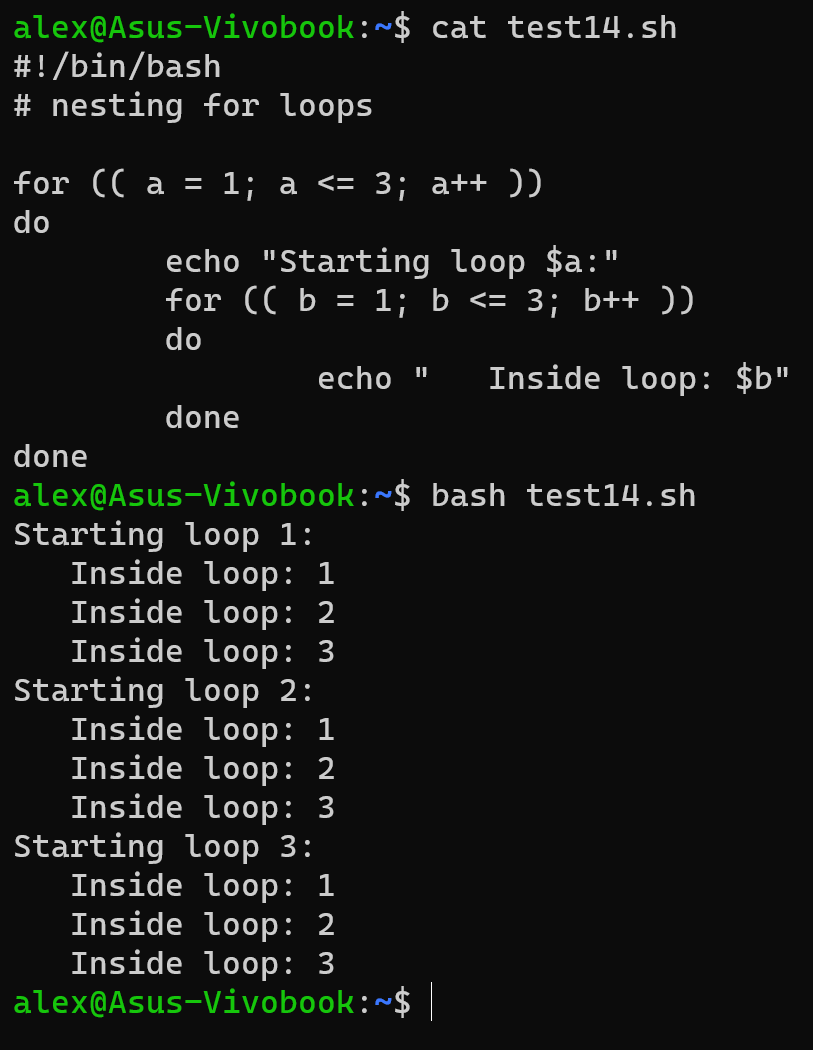 alex@Asus-Vivobook:~$ cat test14.sh
#!/bin/bash
# nesting for loops

for (( a = 1; a <= 3; a++ ))
do
        echo "Starting loop $a:"
        for (( b = 1; b <= 3; b++ ))
        do
                echo "   Inside loop: $b"
        done
done
alex@Asus-Vivobook:~$ bash test14.sh
Starting loop 1:
   Inside loop: 1
   Inside loop: 2
   Inside loop: 3
Starting loop 2:
   Inside loop: 1
   Inside loop: 2
   Inside loop: 3
Starting loop 3:
   Inside loop: 1
   Inside loop: 2
   Inside loop: 3
alex@Asus-Vivobook:~$